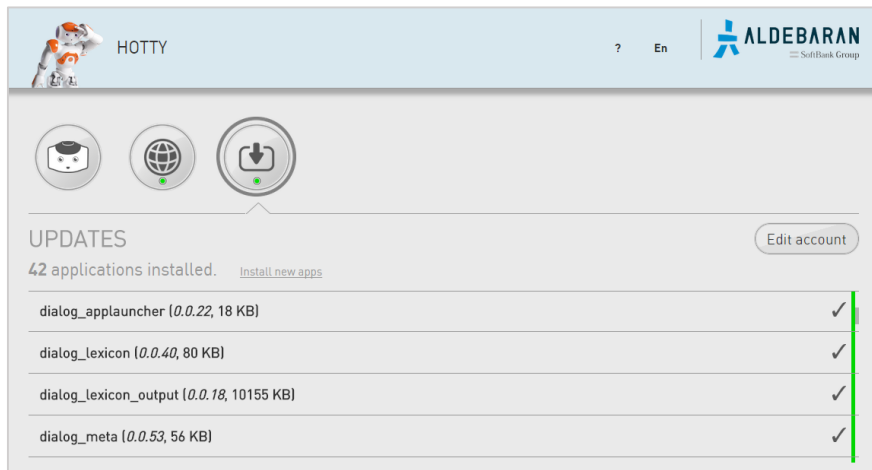 HOTTY
? En
ALDEBARAN
SoftBank Group
UPDATES
Edit account
42 applications installed. Install new apps
dialog_applauncher (0.0.22, 18 KB)
dialog_lexicon (0.0.40, 80 KB)
dialog_lexicon_output (0.0.18, 10155 KB)
dialog_meta (0.0.53, 56 KB)